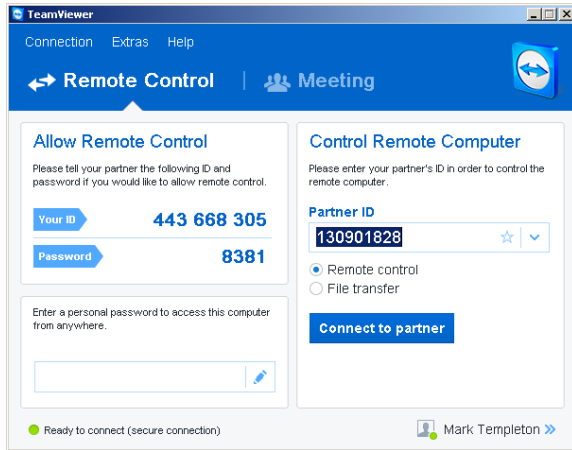 TeamViewer
Connection Extras Help
Remote Control Meeting
Allow Remote Control
Please tell your partner the following ID and
password if you would like to allow remote control.
Your ID 443 668 305
Password 8381
Enter a personal password to access this computer
from anywhere.
Control Remote Computer
Please enter your partner's ID in order to control the
remote computer.
Partner ID
130901828
Remote control
File transfer
Connect to partner
Ready to connect (secure connection)
Mark Templeton